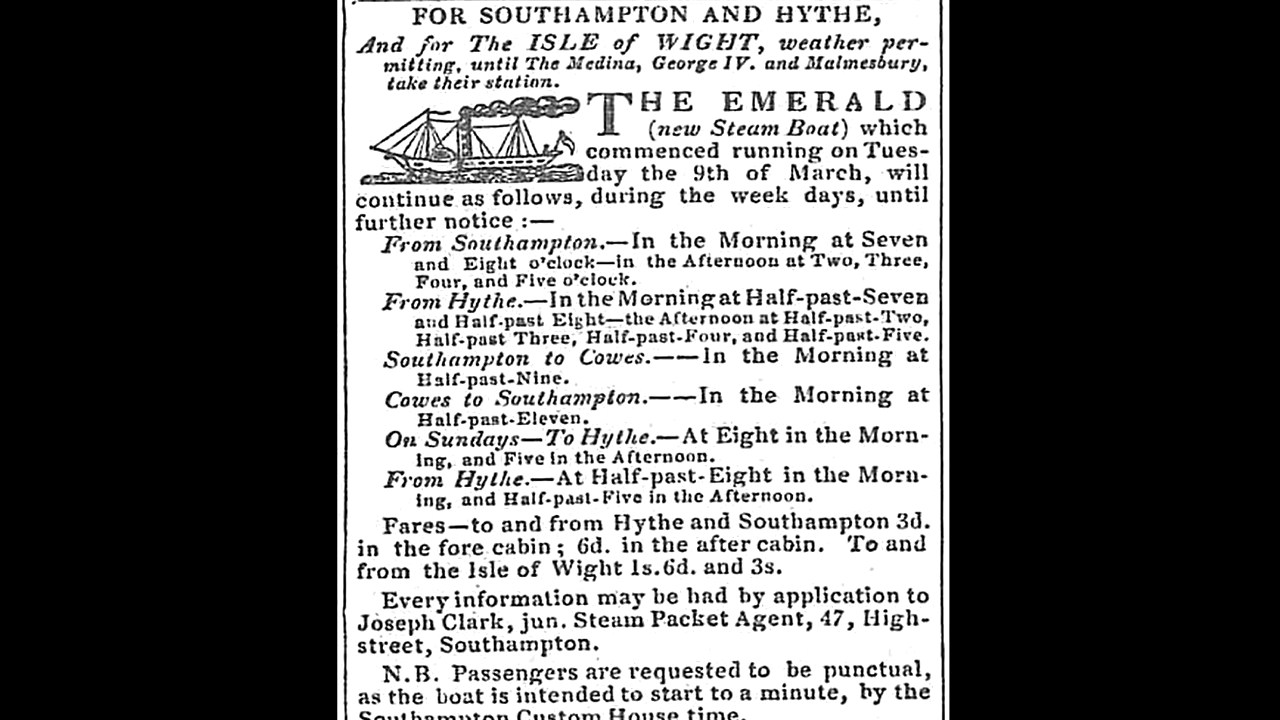 FOR SOUTHAMPTON AND HYTHE,
And for The ISLE of WIGHT, weather per-
mitting, until The Medina, George IV. and Malmesbury,
take their station.
THE EMERALD
(new Steam Boat) which
commenced running on Tues-
day the 9th of March, will
continue as follows, during the week days, until
further notice :—
From Southampton.—In the Morning at Seven
and Eight o'clock—in the Afternoon at Two, Three,
Four, and Five o'clock.
From Hythe.—In the Morning at Half-past-Seven
and Half-past Eight—the Afternoon at Half-past-Two,
Half-past Three, Half-past-Four, and Half-past-Five.
Southampton to Cowes.——In the Morning at
Half-past-Nine.
Cowes to Southampton.——In the Morning at
Half-past-Eleven.
On Sundays—To Hythe.—At Eight in the Morn-
ing, and Five in the Afternoon.
From Hythe.—At Half-past-Eight in the Morn-
ing, and Half-past-Five in the Afternoon.
Fares—to and from Hythe and Southampton 3d.
in the fore cabin; 6d. in the after cabin. To and
from the Isle of Wight 1s.6d. and 3s.
Every information may be had by application to
Joseph Clark, jun. Steam Packet Agent, 47, High-
street, Southampton.
N.B. Passengers are requested to be punctual,
as the boat is intended to start to a minute, by the
Southampton Custom House time.